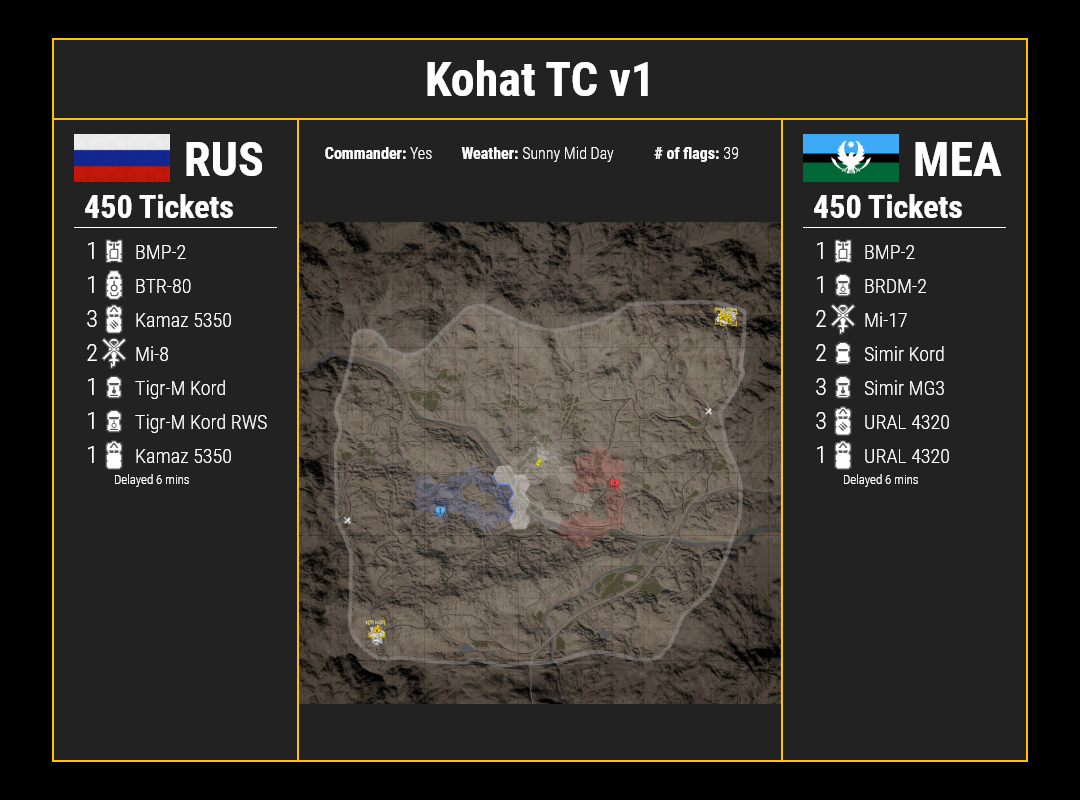 Kohat TC v1
RUS
450 Tickets
1 BMP-2
1 BTR-80
3 Kamaz 5350
2 Mi-8
1 Tigr-M Kord
1 Tigr-M Kord RWS
1 Kamaz 5350
Delayed 6 mins
Commander: Yes Weather: Sunny Mid Day # of flags: 39
MEA
450 Tickets
1 BMP-2
1 BRDM-2
2 Mi-17
2 Simir Kord
3 Simir MG3
3 URAL 4320
1 URAL 4320
Delayed 6 mins